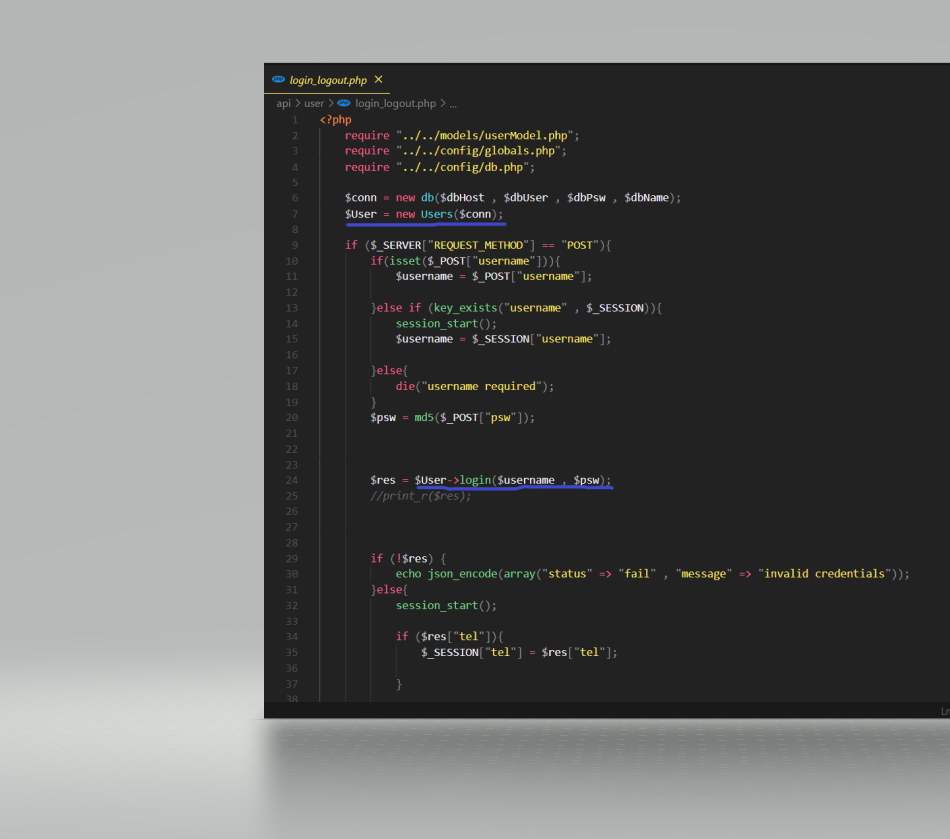 login_logout.php ×
api > user > login_logout.php > ...
1 <?php
2 require "../../models/userModel.php";
3 require "../../config/globals.php";
4 require "../../config/db.php";
5
6 $conn = new db($dbHost , $dbUser , $dbPsw , $dbName);
7 $User = new Users($conn);
8
9 if ($_SERVER["REQUEST_METHOD"] == "POST"){
10 if(isset($_POST["username"])){
11 $username = $_POST["username"];
12
13 }else if (key_exists("username" , $_SESSION)){
14 session_start();
15 $username = $_SESSION["username"];
16
17 }else{
18 die("username required");
19 }
20 $psw = md5($_POST["psw"]);
21
22
23
24 $res = $User->login($username , $psw);
25 //print_r($res);
26
27
28
29 if (!$res) {
30 echo json_encode(array("status" => "fail" , "message" => "invalid credentials"));
31 }else{
32 session_start();
33
34 if ($res["tel"]){
35 $_SESSION["tel"] = $res["tel"];
36
37 }
38